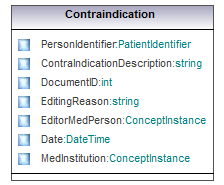 Contraindication
PersonIdentifier:PatientIdentifier
ContraIndicationDescription:string
DocumentID:int
EditingReason:string
EditorMedPerson:ConceptInstance
Date:DateTime
MedInstitution:ConceptInstance